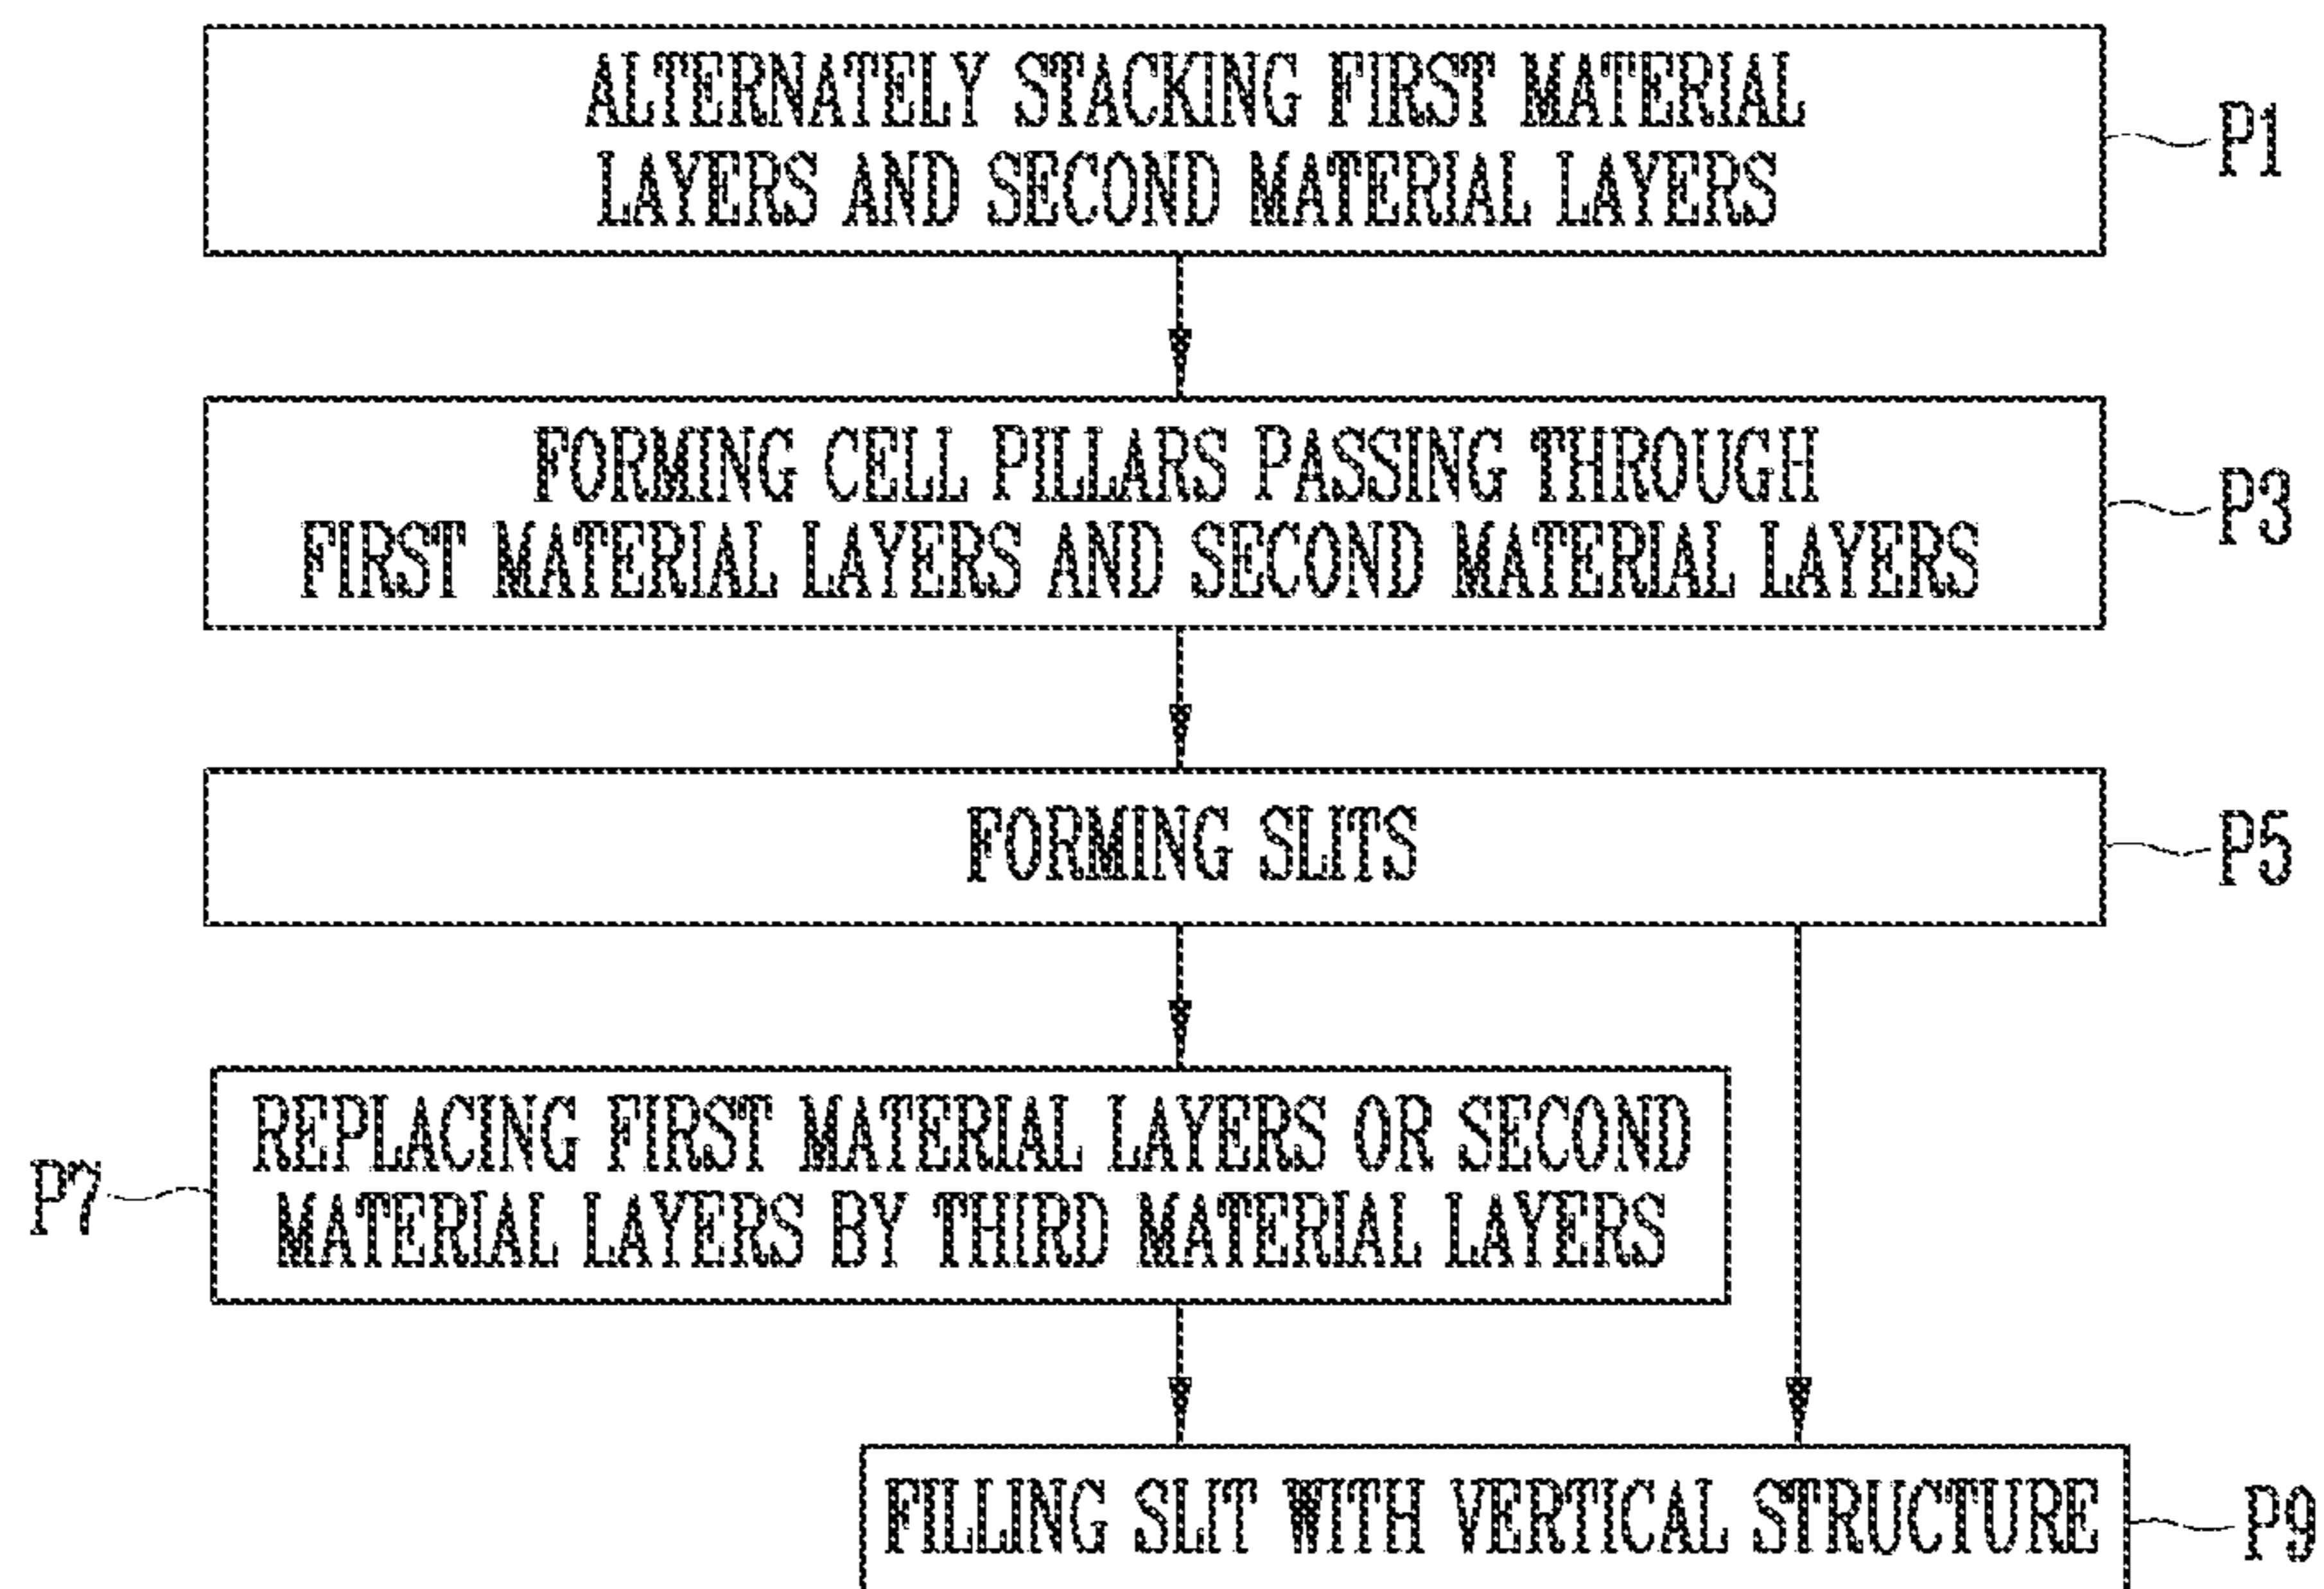 ALTERNATELY STACKING FIRST MATERIAL
LAYERS AND SECOND MATERIAL LAYERS
P1
FORMING CELL PILLARS PASSING THROUGH
FIRST MATERIAL LAYERS AND SECOND MATERIAL LAYERS
P3
FORMING SLITS
P5
REPLACING FIRST MATERIAL LAYERS OR SECOND
MATERIAL LAYERS BY THIRD MATERIAL LAYERS
P7
FILLING SLIT WITH VERTICAL STRUCTURE
P9